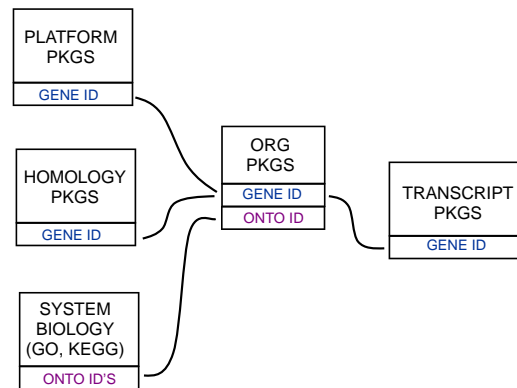 PLATFORM
PKGS
GENE ID
HOMOLOGY
PKGS
GENE ID
SYSTEM
BIOLOGY
(GO, KEGG)
ONTO ID'S
ORG
PKGS
GENE ID
ONTO ID
TRANSCRIPT
PKGS
GENE ID